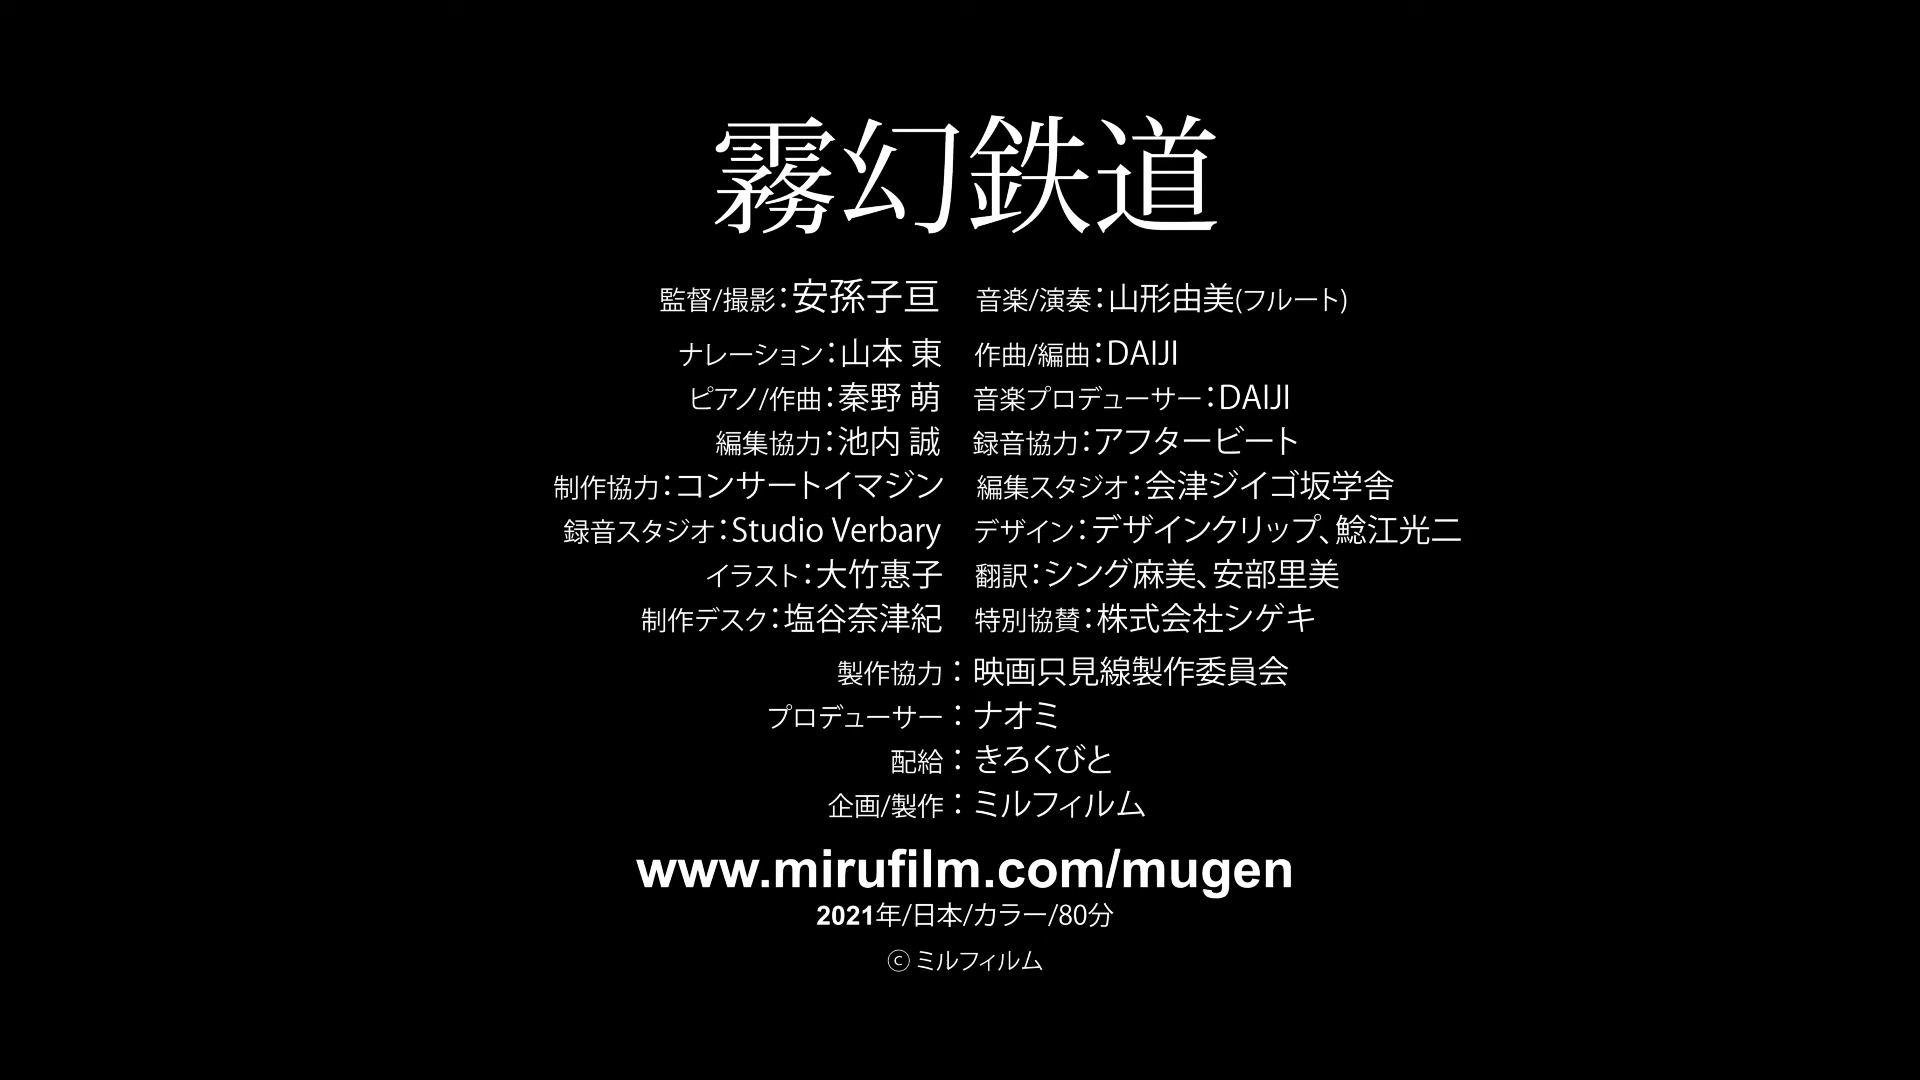 霧幻鉄道
監督/撮影：安孫子亘　音楽/演奏：山形由美(フルート)
ナレーション：山本 東　作曲/編曲：DAIJI
ピアノ/作曲：秦野 萌　音楽プロデューサー：DAIJI
編集協力：池内 誠　録音協力：アフタービート
制作協力：コンサートイマジン　編集スタジオ：会津ジイゴ坂学舎
録音スタジオ：Studio Verbary　デザイン：デザインクリップ、鯰江光二
イラスト：大竹惠子　翻訳：シング麻美、安部里美
制作デスク：塩谷奈津紀　特別協賛：株式会社シゲキ
製作協力：映画只見線製作委員会
プロデューサー：ナオミ
配給：きろくびと
企画/製作：ミルフィルム
www.mirufilm.com/mugen
2021年/日本/カラー/80分
ⓒ ミルフィルム